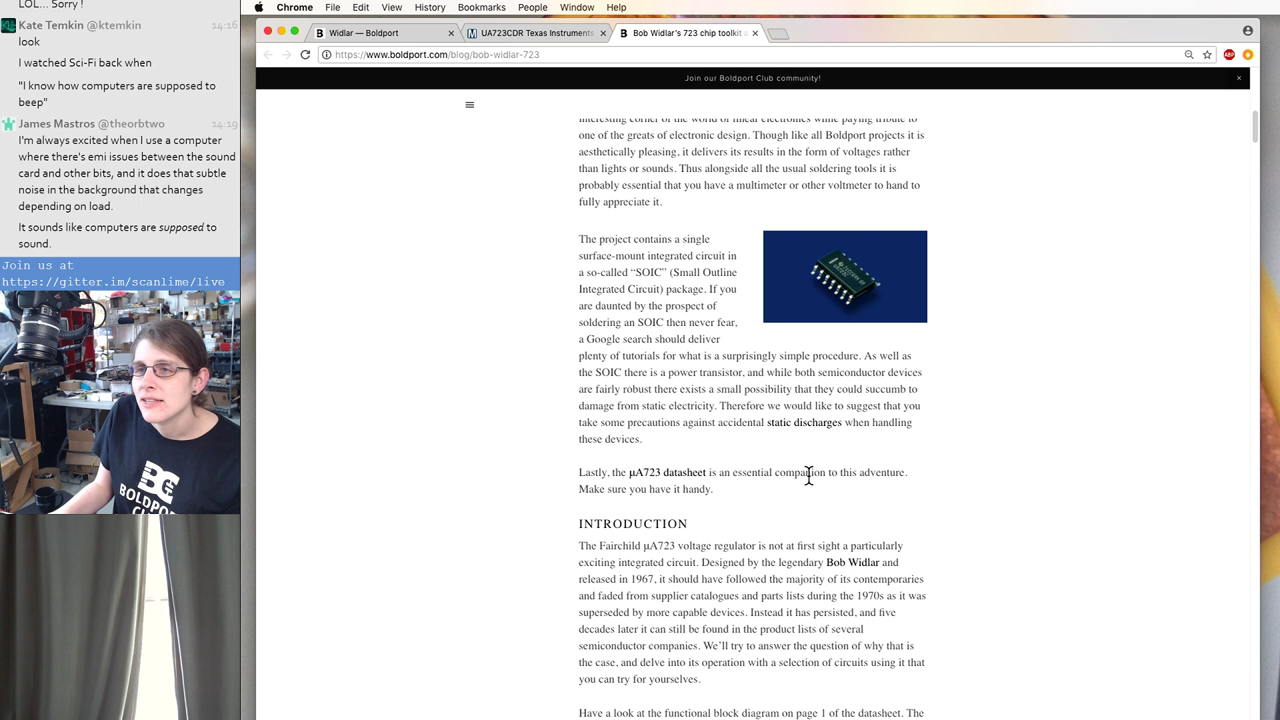 LOL... Sorry !
Kate Temkin @ktemkin 14:16
look
I watched Sci-Fi back when
"I know how computers are supposed to
beep"
James Mastros @theorbtwo 14:19
I'm always excited when I use a computer
where there's emi issues between the sound
card and other bits, and it does that subtle
noise in the background that changes
depending on load.
It sounds like computers are supposed to
sound.
Join us at
https://gitter.im/scanlime/live
BOLDPORT
CLUB
Chrome File Edit View History Bookmarks People Window Help
Widlar — Boldport
UA723CDR Texas Instruments
Bob Widlar's 723 chip toolkit a
https://www.boldport.com/blog/bob-widlar-723
ABP
Join our Boldport Club community!
interesting corner of the world of linear electronics while paying tribute to
one of the greats of electronic design. Though like all Boldport projects it is
aesthetically pleasing, it delivers its results in the form of voltages rather
than lights or sounds. Thus alongside all the usual soldering tools it is
probably essential that you have a multimeter or other voltmeter to hand to
fully appreciate it.
The project contains a single
surface-mount integrated circuit in
a so-called “SOIC” (Small Outline
Integrated Circuit) package. If you
are daunted by the prospect of
soldering an SOIC then never fear,
a Google search should deliver
plenty of tutorials for what is a surprisingly simple procedure. As well as
the SOIC there is a power transistor, and while both semiconductor devices
are fairly robust there exists a small possibility that they could succumb to
damage from static electricity. Therefore we would like to suggest that you
take some precautions against accidental static discharges when handling
these devices.
Lastly, the µA723 datasheet is an essential companion to this adventure.
Make sure you have it handy.
INTRODUCTION
The Fairchild µA723 voltage regulator is not at first sight a particularly
exciting integrated circuit. Designed by the legendary Bob Widlar and
released in 1967, it should have followed the majority of its contemporaries
and faded from supplier catalogues and parts lists during the 1970s as it was
superseded by more capable devices. Instead it has persisted, and five
decades later it can still be found in the product lists of several
semiconductor companies. We’ll try to answer the question of why that is
the case, and delve into its operation with a selection of circuits using it that
you can try for yourselves.
Have a look at the functional block diagram on page 1 of the datasheet. The